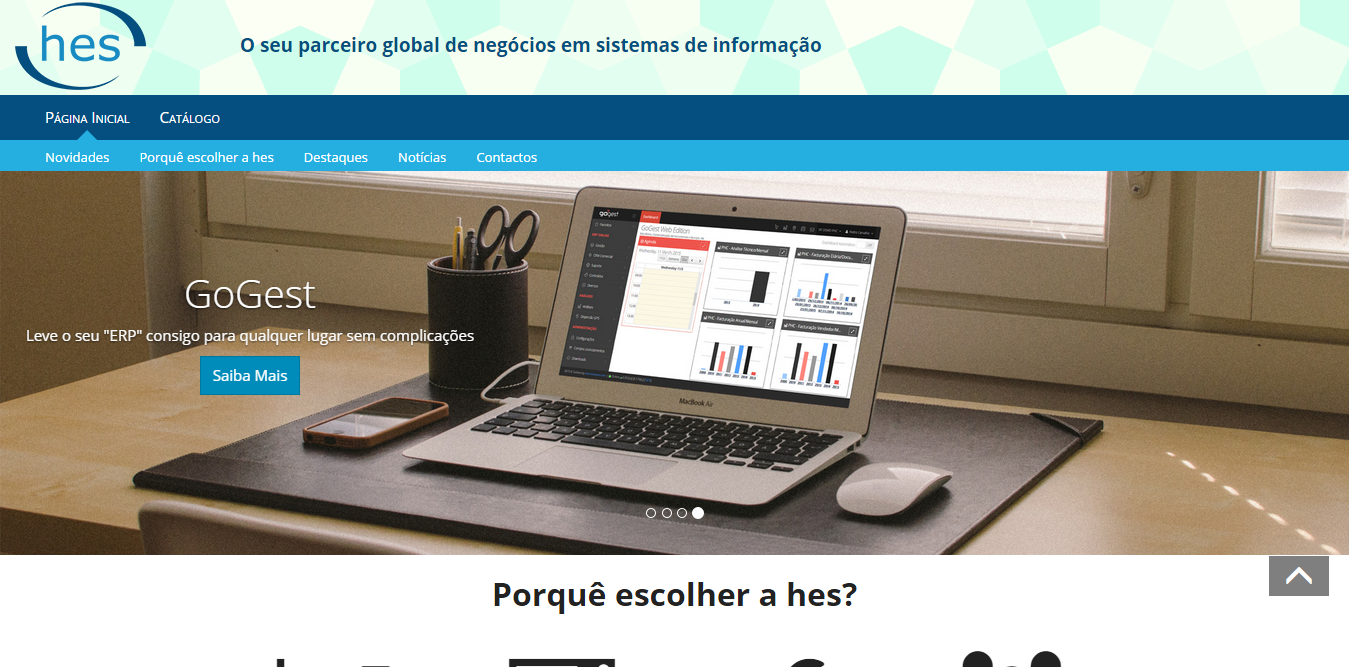 hes
O seu parceiro global de negócios em sistemas de informação
Página Inicial Catálogo
Novidades Porquê escolher a hes Destaques Notícias Contactos
gogest
Dashboard
GoGest Web Edition
Agenda
GoGest
Leve o seu "ERP" consigo para qualquer lugar sem complicações
Saiba Mais
MacBook Air
Porquê escolher a hes?